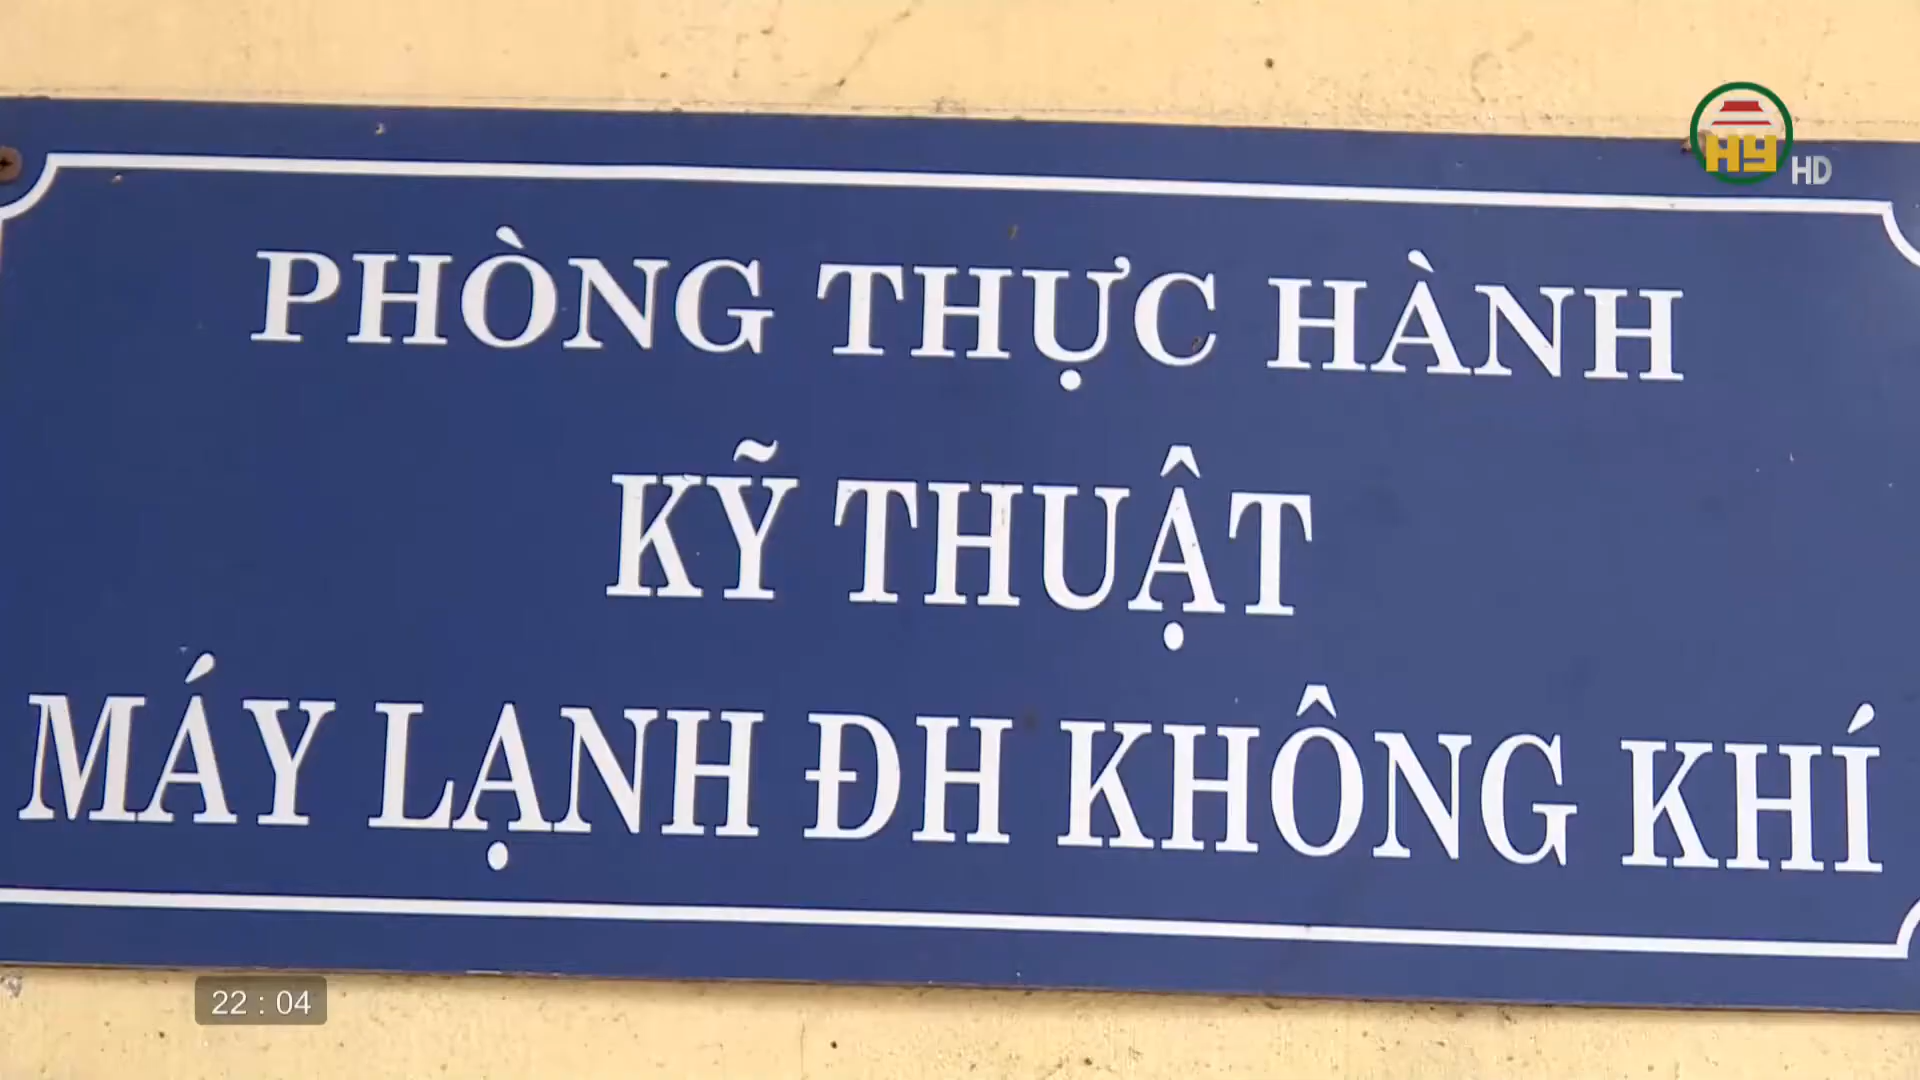 HY HD
PHÒNG THỰC HÀNH
KỸ THUẬT
MÁY LẠNH ĐH KHÔNG KHÍ
22 : 04